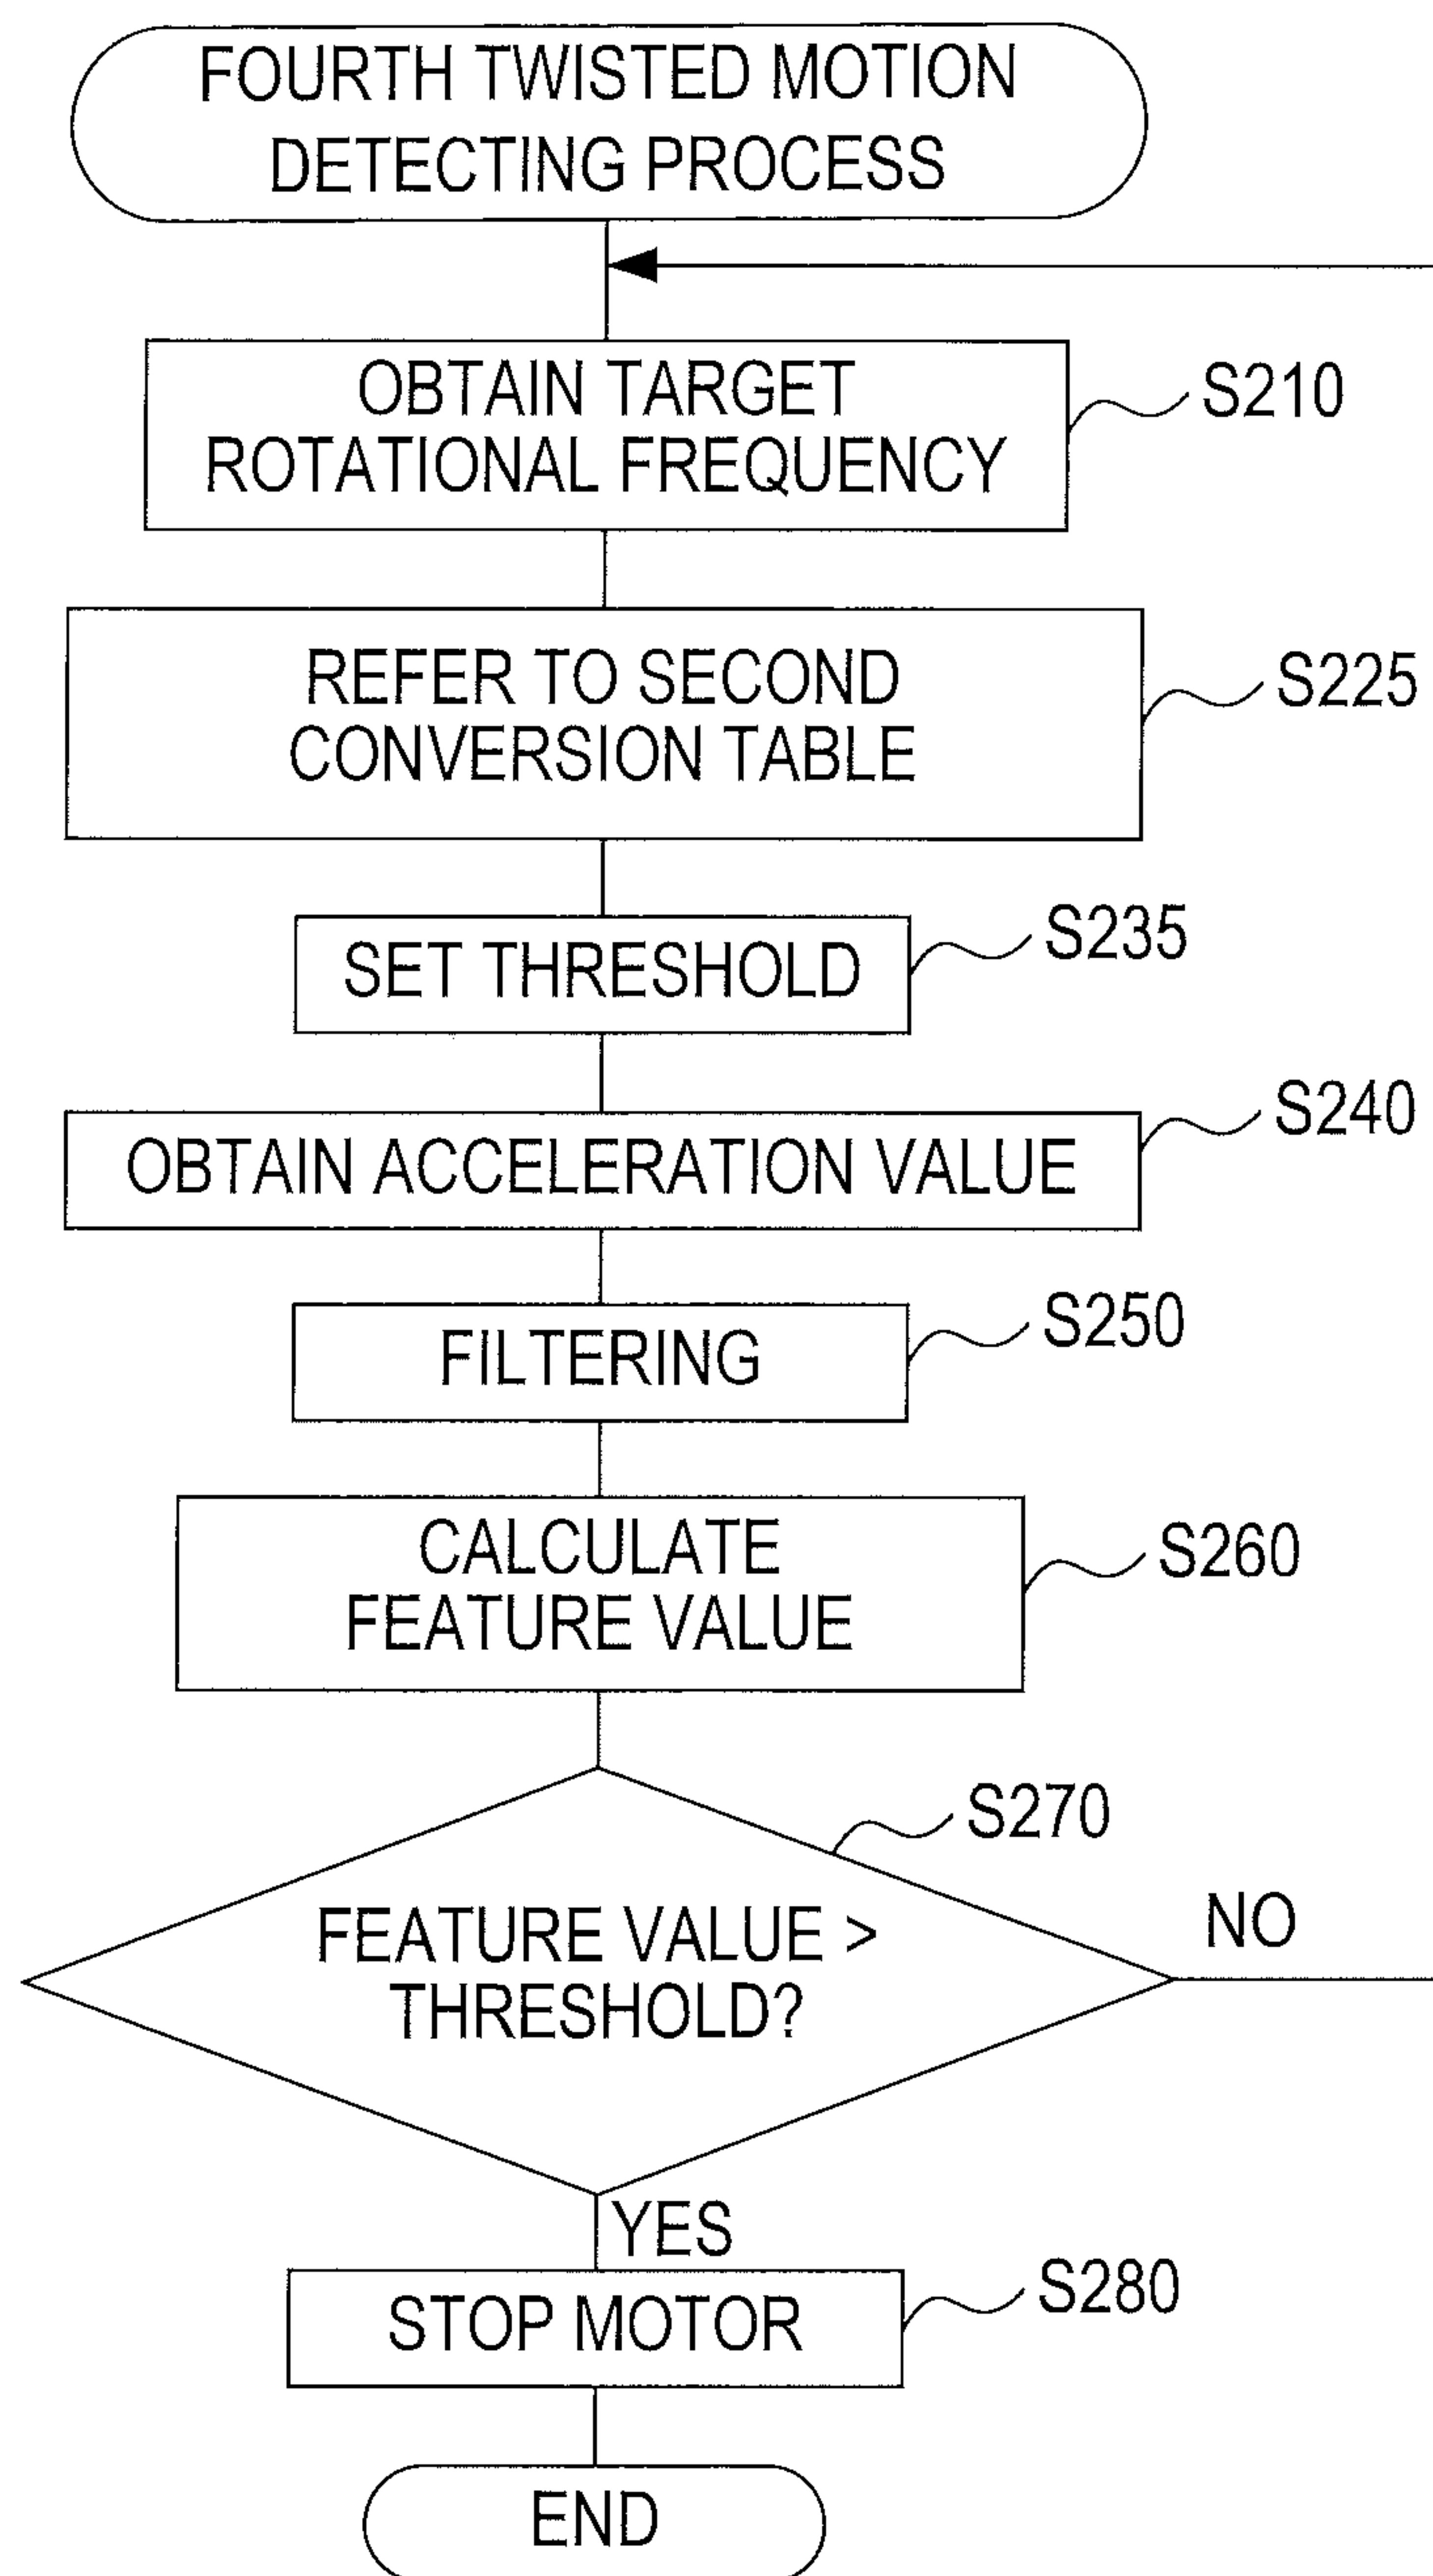 FOURTH TWISTED MOTION
DETECTING PROCESS
OBTAIN TARGET
ROTATIONAL FREQUENCY
S210
REFER TO SECOND
CONVERSION TABLE
S225
SET THRESHOLD
S235
OBTAIN ACCELERATION VALUE
S240
FILTERING
S250
CALCULATE
FEATURE VALUE
S260
S270
FEATURE VALUE >
THRESHOLD?
NO
YES
STOP MOTOR
S280
END